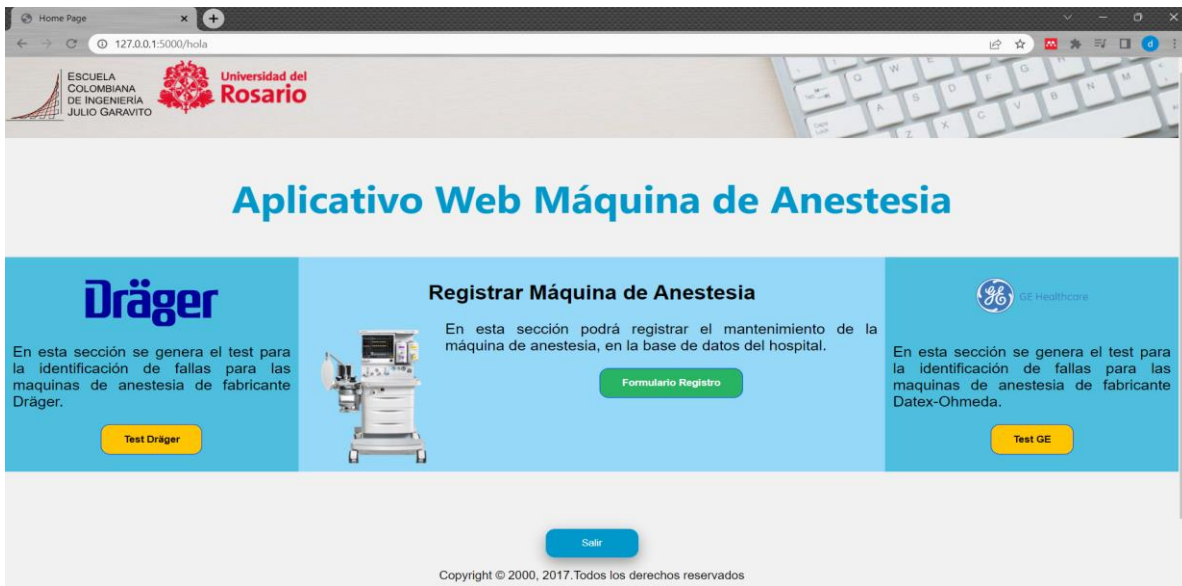 Home Page
127.0.0.1:5000/hola
ESCUELA
COLOMBIANA
DE INGENIERÍA
JULIO GARAVITO
Universidad del
Rosario
Aplicativo Web Máquina de Anestesia
Dräger
En esta sección se genera el test para
la identificación de fallas para las
maquinas de anestesia de fabricante
Dräger.
Test Dräger
Registrar Máquina de Anestesia
En esta sección podrá registrar el mantenimiento de la
máquina de anestesia, en la base de datos del hospital.
Formulario Registro
GE Healthcare
En esta sección se genera el test para
la identificación de fallas para las
maquinas de anestesia de fabricante
Datex-Ohmeda.
Test GE
Salir
Copyright © 2000, 2017.Todos los derechos reservados